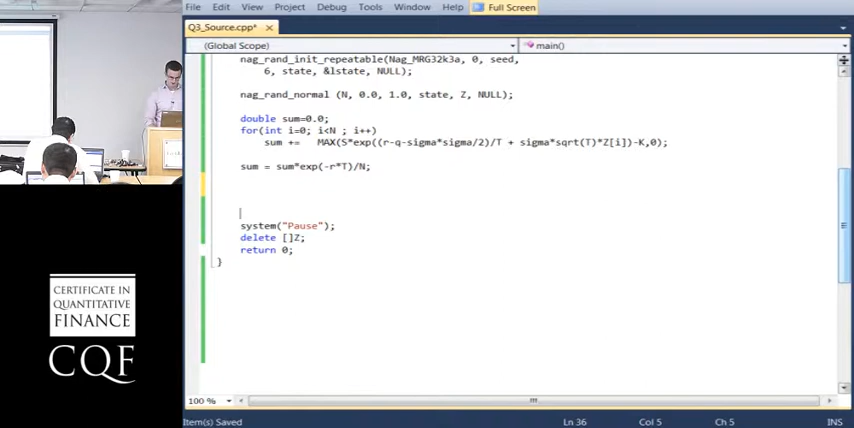 File Edit View Project Debug Tools Window Help Full Screen
Q3_Source.cpp* ×
(Global Scope) main()
nag_rand_init_repeatable(Nag_MRG32k3a, 0, seed,
6, state, &lstate, NULL);
nag_rand_normal (N, 0.0, 1.0, state, Z, NULL);
double sum=0.0;
for(int i=0; i<N ; i++)
sum += MAX(S*exp((r-q-sigma*sigma/2)/T + sigma*sqrt(T)*Z[i])-K,0);
sum = sum*exp(-r*T)/N;
system("Pause");
delete []Z;
return 0;
}
CERTIFICATE IN
QUANTITATIVE
FINANCE
CQF
100 %
Item(s) Saved Ln 36 Col 5 Ch 5 INS